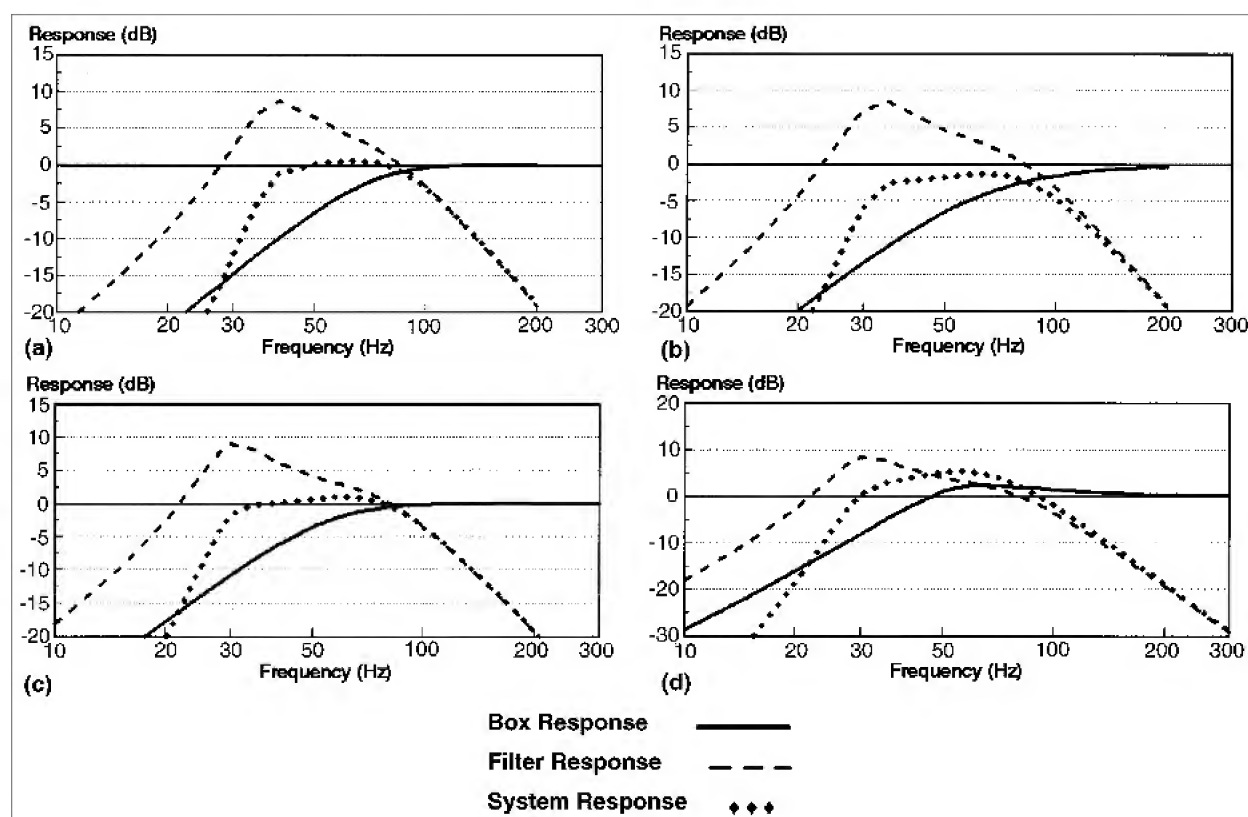 Response (dB)
15
10
5
0
-5
-10
-15
-20
10 20 30 50 100 200 300
(a)
Frequency (Hz)
Response (dB)
15
10
5
0
-5
-10
-15
-20
10 20 30 50 100 200 300
(b)
Frequency (Hz)
Response (dB)
15
10
5
0
-5
-10
-15
-20
10 20 30 50 100 200 300
(c)
Frequency (Hz)
Response (dB)
20
10
0
-10
-20
-30
10 20 30 50 100 200 300
(d)
Frequency (Hz)
Box Response
Filter Response
System Response